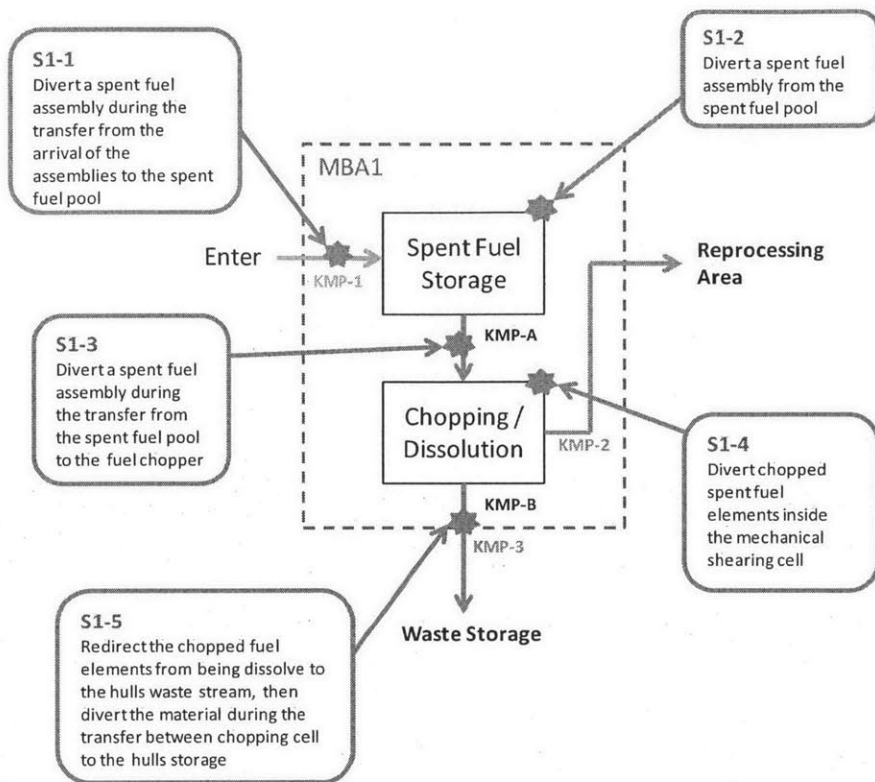 S1-1
Divert a spent fuel
assembly during the
transfer from the
arrival of the
assemblies to the spent
fuel pool
S1-2
Divert a spent fuel
assembly from the
spent fuel pool
MBA1
Enter
KMP-1
Spent Fuel
Storage
Reprocessing
Area
KMP-A
S1-3
Divert a spent fuel
assembly during
the transfer from
the spent fuel pool
to the fuel chopper
Chopping /
Dissolution
KMP-2
S1-4
Divert chopped
spent fuel
elements inside
the mechanical
shearing cell
KMP-B
KMP-3
Waste Storage
S1-5
Redirect the chopped fuel
elements from being dissolve to
the hulls waste stream, then
divert the material during the
transfer between chopping cell
to the hulls storage